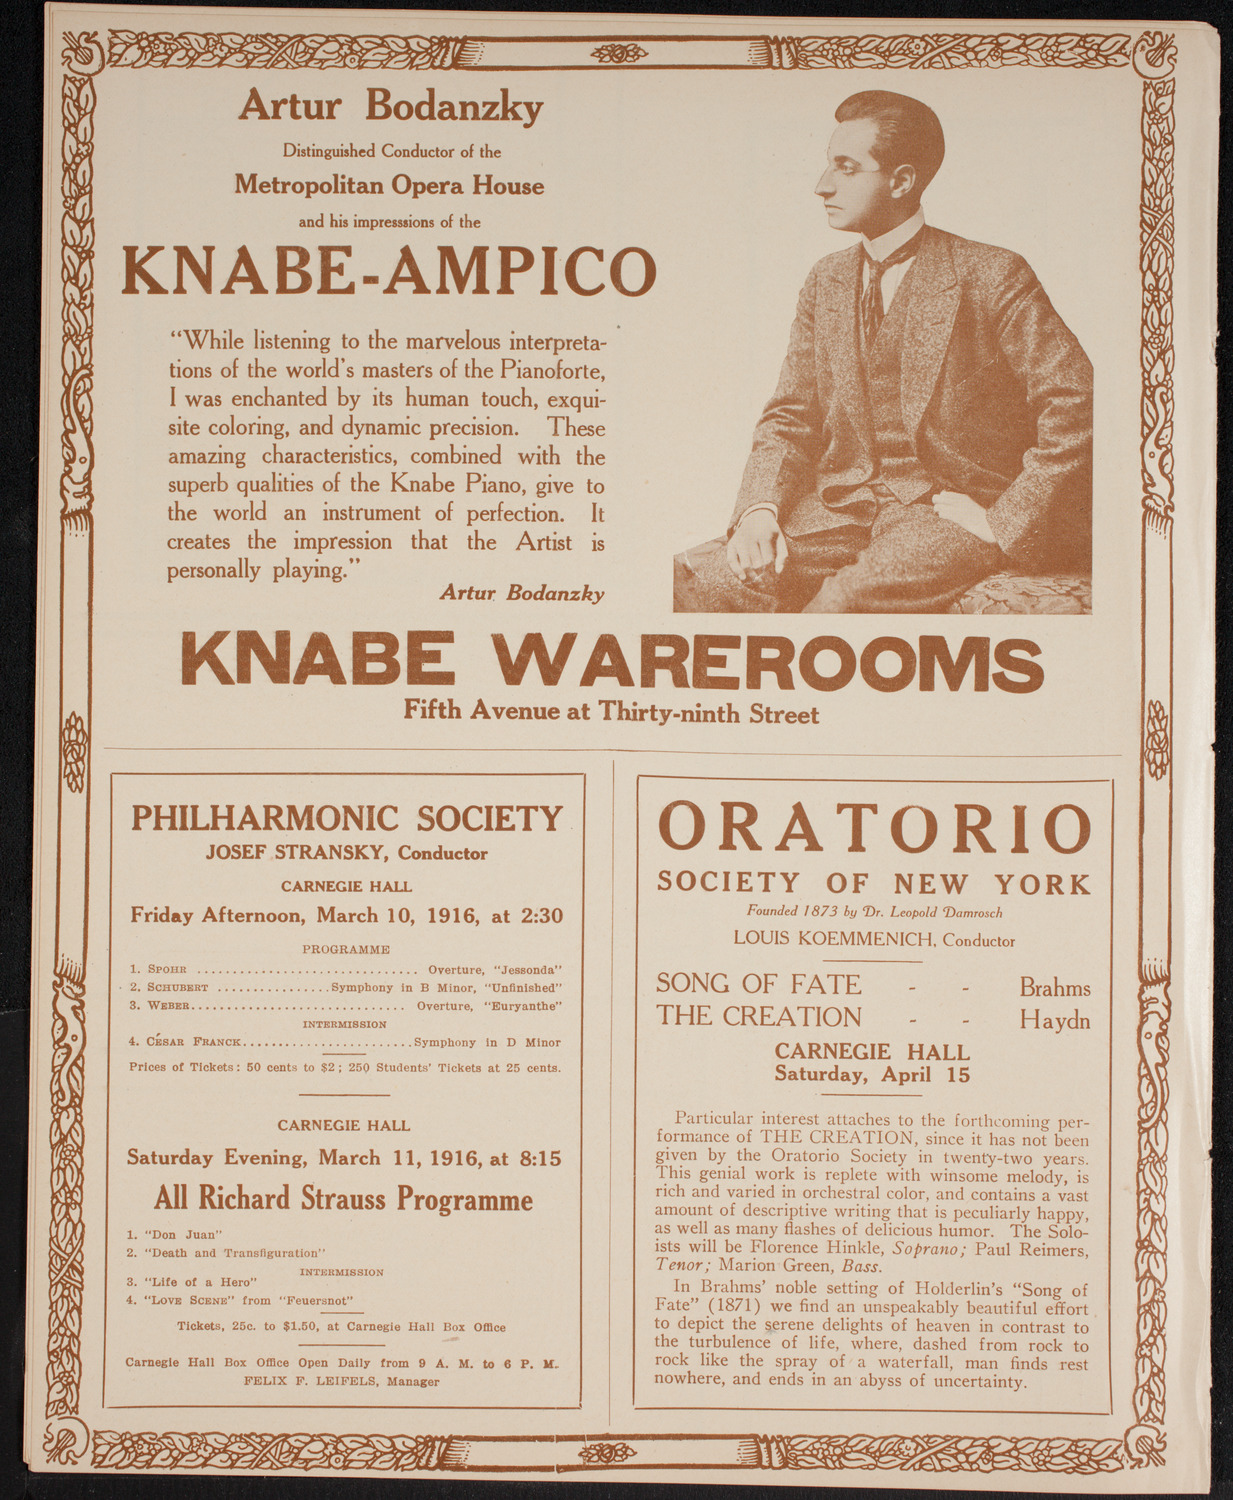 Artur Bodanzky
Distinguished Conductor of the
Metropolitan Opera House
and his impresssions of the
KNABE-AMPICO
“While listening to the marvelous interpreta-
tions of the world's masters of the Pianoforte,
I was enchanted by its human touch, exqui-
site coloring, and dynamic precision. These
amazing characteristics, combined with the
superb qualities of the Knabe Piano, give to
the world an instrument of perfection. It
creates the impression that the Artist is
personally playing.”
Artur Bodanzky
KNABE WAREROOMS
Fifth Avenue at Thirty-ninth Street
PHILHARMONIC SOCIETY
JOSEF STRANSKY, Conductor
CARNEGIE HALL
Friday Afternoon, March 10, 1916, at 2:30
PROGRAMME
1. SPOHR ............................... Overture, “Jessonda”
2. SCHUBERT ................Symphony in B Minor, “Unfinished”
3. WEBER.............................. Overture, “Euryanthe”
INTERMISSION
4. CÉSAR FRANCK........................Symphony in D Minor
Prices of Tickets: 50 cents to $2; 250 Students' Tickets at 25 cents.
CARNEGIE HALL
Saturday Evening, March 11, 1916, at 8:15
All Richard Strauss Programme
1. “Don Juan”
2. “Death and Transfiguration”
INTERMISSION
3. “Life of a Hero”
4. “LOVE SCENE” from “Feuersnot”
Tickets, 25c. to $1.50, at Carnegie Hall Box Office
Carnegie Hall Box Office Open Daily from 9 A. M. to 6 P. M.
FELIX F. LEIFELS, Manager
ORATORIO
SOCIETY OF NEW YORK
Founded 1873 by Dr. Leopold Damrosch
LOUIS KOEMMENICH, Conductor
SONG OF FATE - - Brahms
THE CREATION - - Haydn
CARNEGIE HALL
Saturday, April 15
Particular interest attaches to the forthcoming per-
formance of THE CREATION, since it has not been
given by the Oratorio Society in twenty-two years.
This genial work is replete with winsome melody, is
rich and varied in orchestral color, and contains a vast
amount of descriptive writing that is peculiarly happy,
as well as many flashes of delicious humor. The Solo-
ists will be Florence Hinkle, Soprano; Paul Reimers,
Tenor; Marion Green, Bass.
In Brahms' noble setting of Holderlin's “Song of
Fate” (1871) we find an unspeakably beautiful effort
to depict the serene delights of heaven in contrast to
the turbulence of life, where, dashed from rock to
rock like the spray of a waterfall, man finds rest
nowhere, and ends in an abyss of uncertainty.